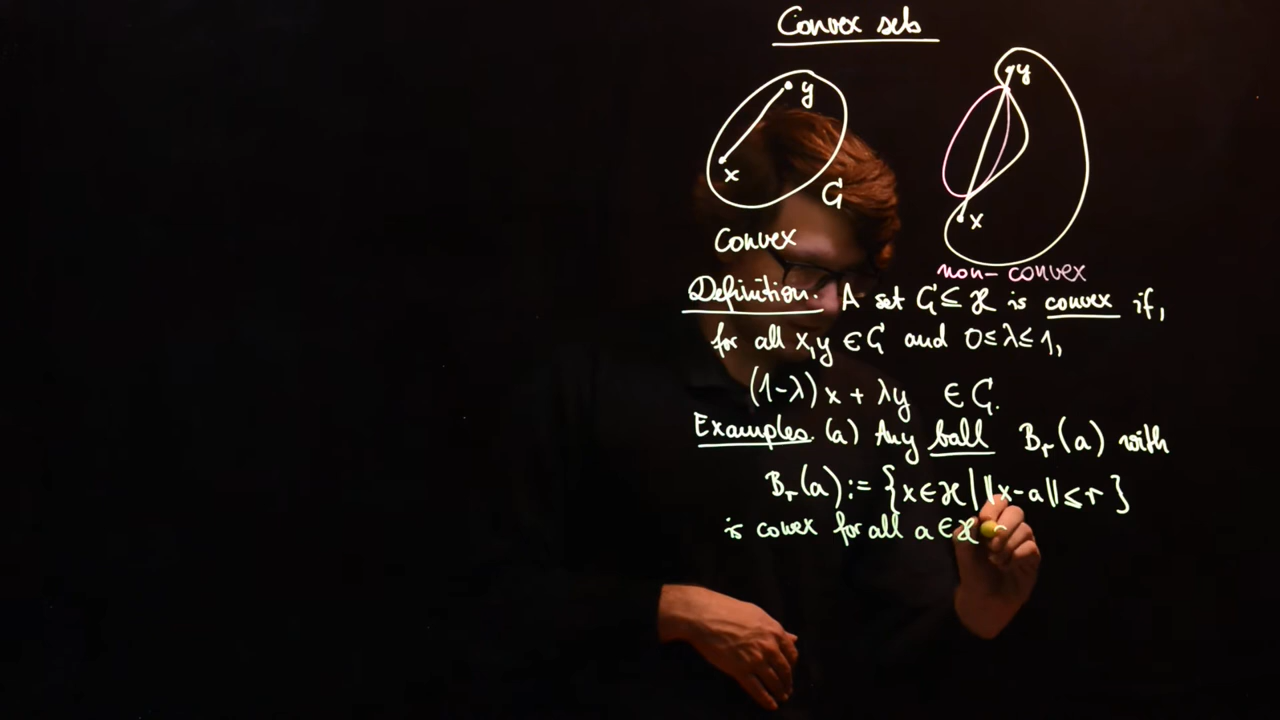 Convex sets
y
x
G
Convex
y
x
non-convex
Definition. A set G ⊆ ℋ is convex if,
for all x,y ∈ G and 0≤λ≤1,
(1-λ)x + λy ∈ G.
Examples. (a) Any ball B_r(a) with
B_r(a) := {x∈ℋ | ||x-a|| ≤ r}
is convex for all a ∈ ℋ